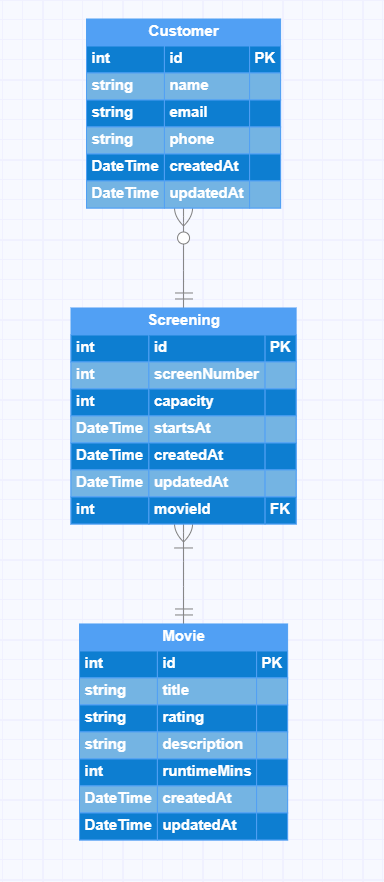 Customer
int id PK
string name
string email
string phone
DateTime createdAt
DateTime updatedAt
Screening
int id PK
int screenNumber
int capacity
DateTime startsAt
DateTime createdAt
DateTime updatedAt
int movieId FK
Movie
int id PK
string title
string rating
string description
int runtimeMins
DateTime createdAt
DateTime updatedAt